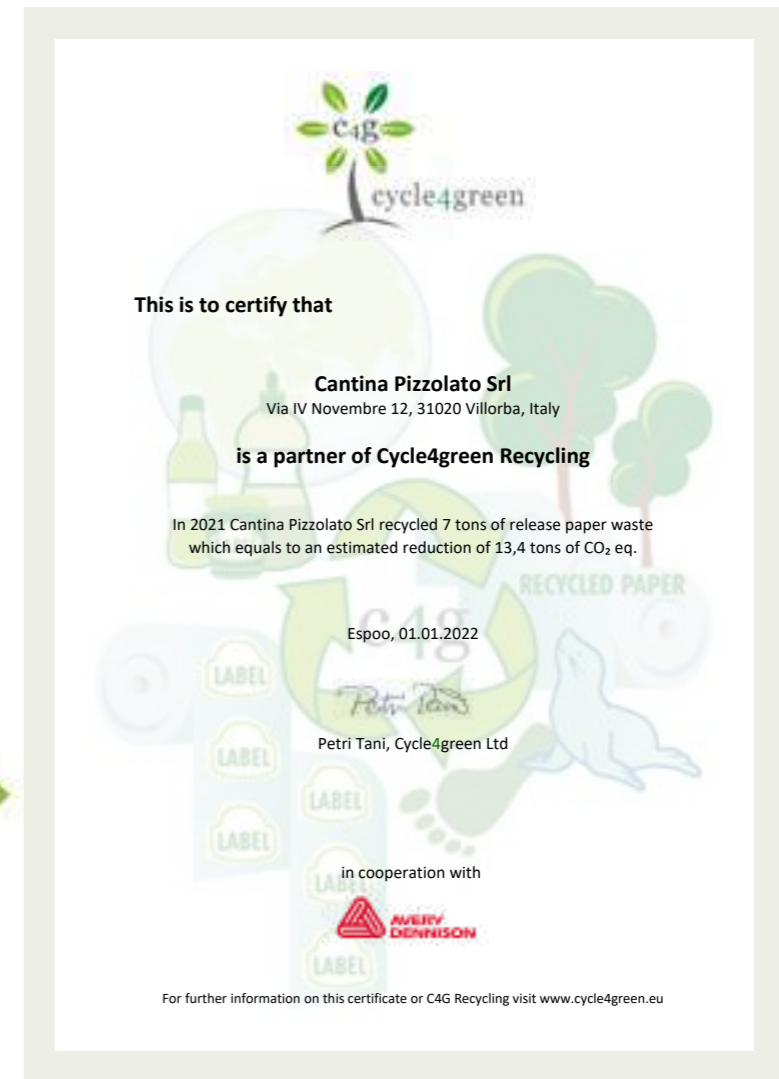 c4g
cycle4green
This is to certify that
Cantina Pizzolato Srl
Via IV Novembre 12, 31020 Villorba, Italy
is a partner of Cycle4green Recycling
In 2021 Cantina Pizzolato Srl recycled 7 tons of release paper waste
which equals to an estimated reduction of 13,4 tons of CO₂ eq.
RECYCLED PAPER
c4g
Espoo, 01.01.2022
LABEL
Petri Tani
Petri Tani, Cycle4green Ltd
LABEL
LABEL
LABEL
in cooperation with
LABEL
AVERY
DENNISON
LABEL
For further information on this certificate or C4G Recycling visit www.cycle4green.eu